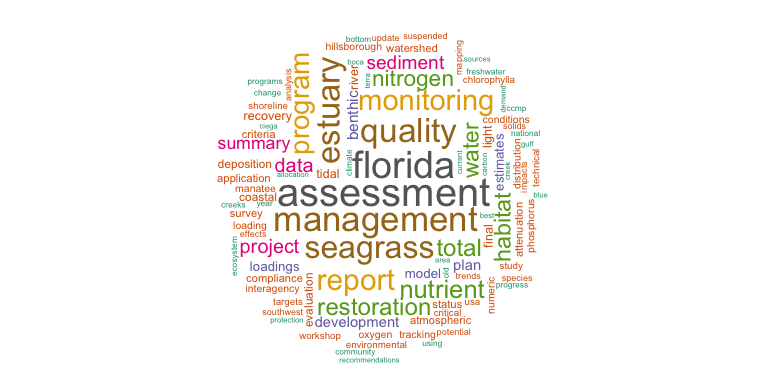 bottom
update
suspended
hillsborough
watershed
program
estuary
boca
sediment
mapping
sources
programs
analysis
terra
river
nitrogen
freshwater
chlorophylla
change
shoreline
benthic
monitoring
demand
recovery
ccmp
ciega
criteria
quality
water
light
conditions
solids
national
summary
climate
florida
current
carbon
estimates
gulf
deposition
data
tidal
creek
distribution
impacts
technical
application
allocation
manatee
coastal
assessment
blue
creeks
year
survey
management
best
habitat
phosphorus
loading
effects
final
attenuation
project
seagrass
total
ecosystem
loadings
area
plan
study
compliance
report
model
old
trends
species
interagency
nutrient
progress
targets
evaluation
restoration
status
usa
numeric
southwest
critical
protection
development
atmospheric
workshop
oxygen
tracking
potential
environmental
using
community
recommendations